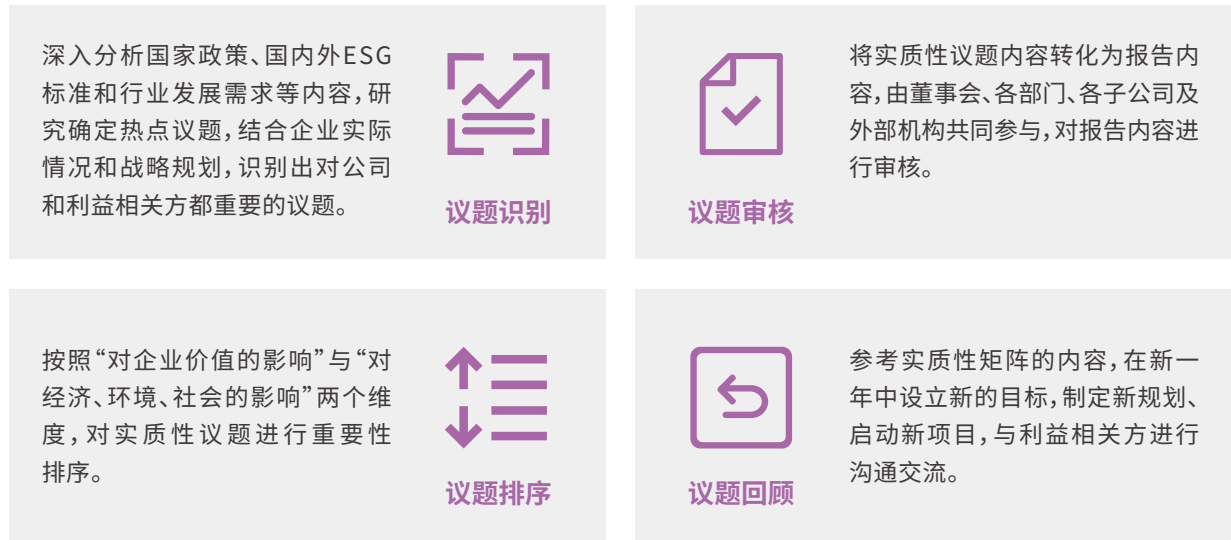 深入分析国家政策、国内外ESG
标准和行业发展需求等内容，研
究确定热点议题，结合企业实际
情况和战略规划，识别出对公司
和利益相关方都重要的议题。
议题识别
议题审核
将实质性议题内容转化为报告内
容，由董事会、各部门、各子公司及
外部机构共同参与，对报告内容进
行审核。
按照“对企业价值的影响”与“对
经济、环境、社会的影响”两个维
度，对实质性议题进行重要性
排序。
议题排序
议题回顾
参考实质性矩阵的内容，在新一
年中设立新的目标，制定新规划、
启动新项目，与利益相关方进行
沟通交流。